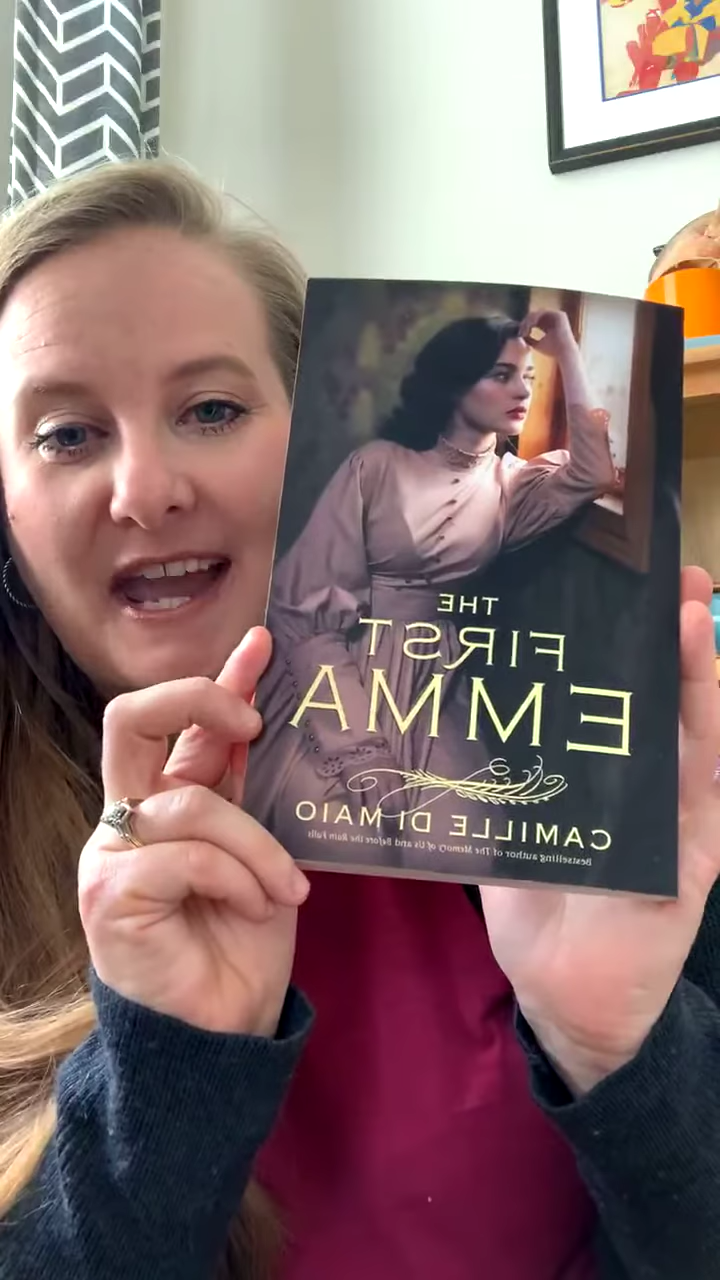 THE
FIRST
EMMA
CAMILLE DI MAIO
Bestselling author of The Memory of Us and Before the Rain Falls